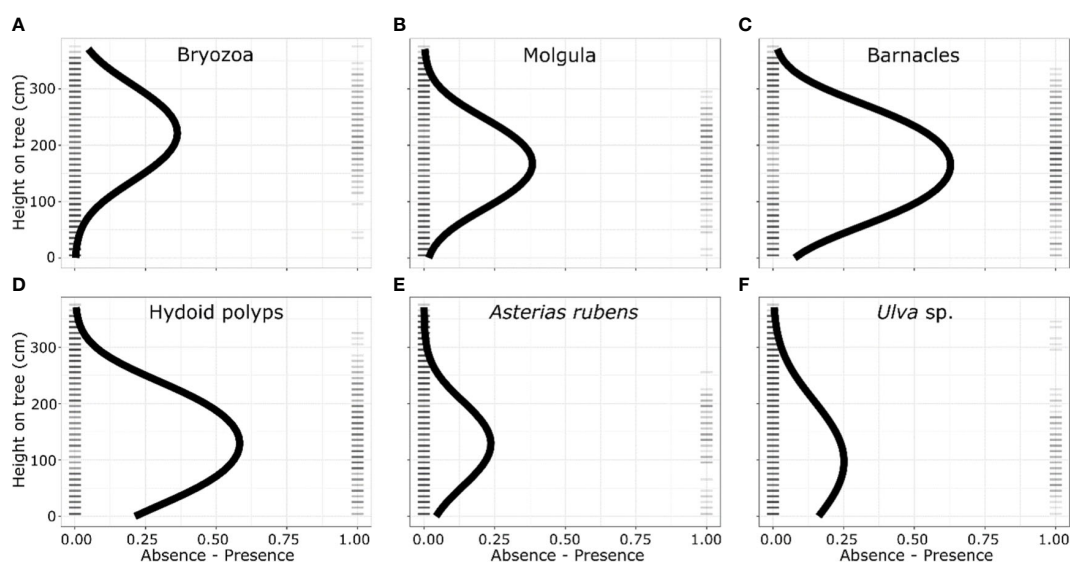 A
Bryozoa
Height on tree (cm)
300
200
100
0
B
Molgula
C
Barnacles
D
Hydoid polyps
Height on tree (cm)
300
200
100
0
0.00 0.25 0.50 0.75 1.00
Absence - Presence
E
Asterias rubens
0.00 0.25 0.50 0.75 1.00
Absence - Presence
F
Ulva sp.
0.00 0.25 0.50 0.75 1.00
Absence - Presence